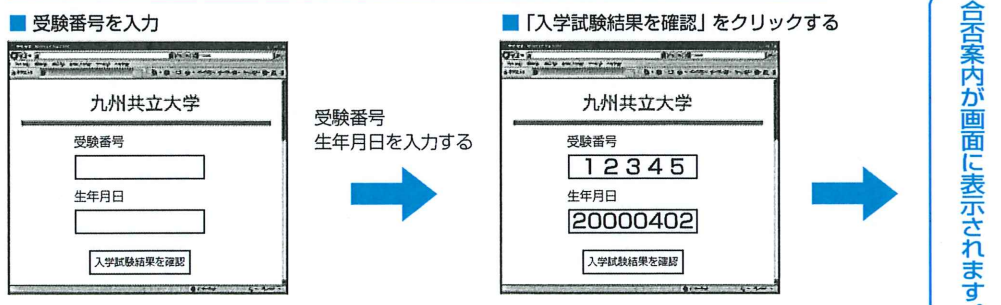 ■ 受験番号を入力
九州共立大学
受験番号
生年月日
入学試験結果を確認
受験番号
生年月日を入力する
■「入学試験結果を確認」をクリックする
九州共立大学
受験番号
12345
生年月日
20000402
入学試験結果を確認
合否案内が画面に表示されます